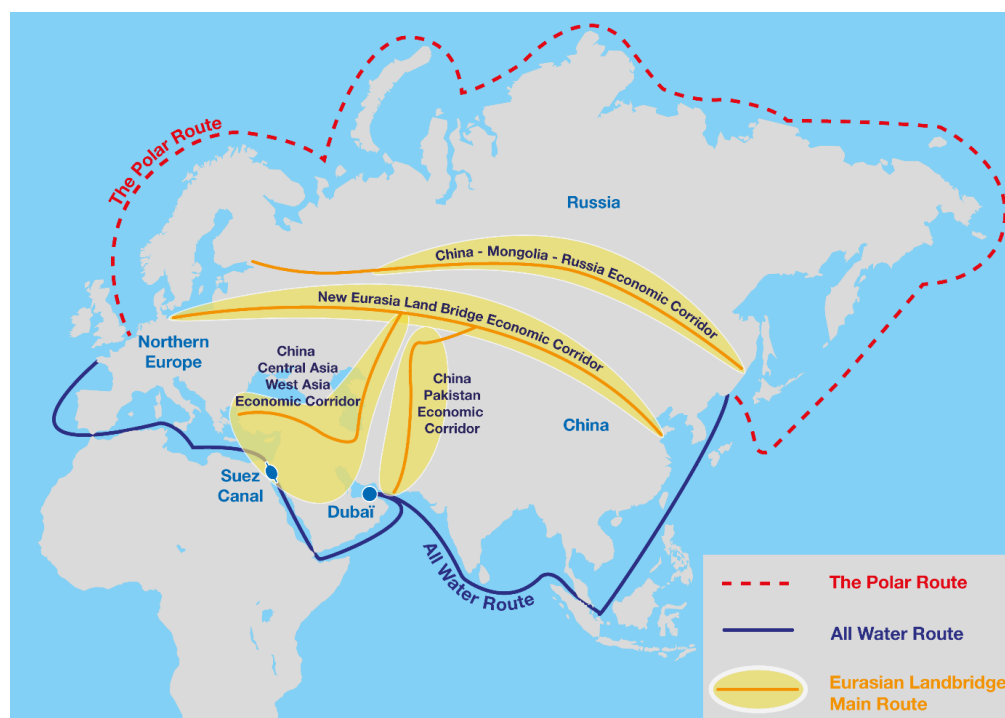 The Polar Route
Russia
China - Mongolia - Russia Economic Corridor
New Eurasia Land Bridge Economic Corridor
Northern
Europe
China
Central Asia
West Asia
Economic Corridor
China
Pakistan
Economic
Corridor
China
Suez
Canal
Dubaï
All Water Route
The Polar Route
All Water Route
Eurasian Landbridge
Main Route